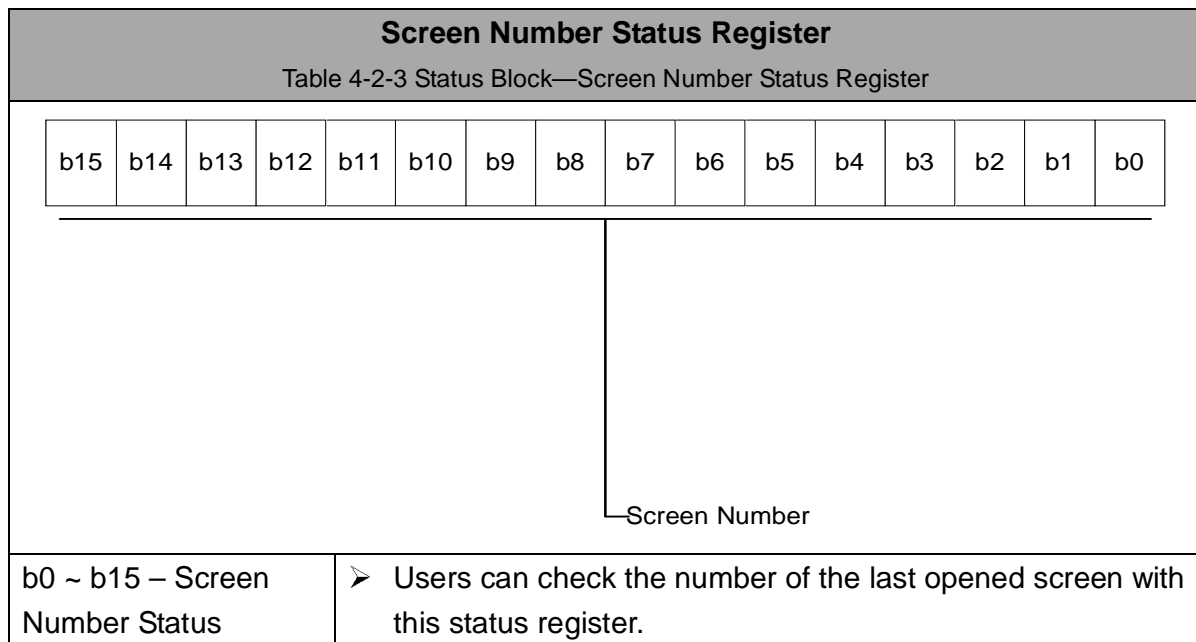 Screen Number Status Register
Table 4-2-3 Status Block—Screen Number Status Register
b15 b14 b13 b12 b11 b10 b9 b8 b7 b6 b5 b4 b3 b2 b1 b0
Screen Number
b0 ~ b15 – Screen
Number Status
➢ Users can check the number of the last opened screen with
this status register.